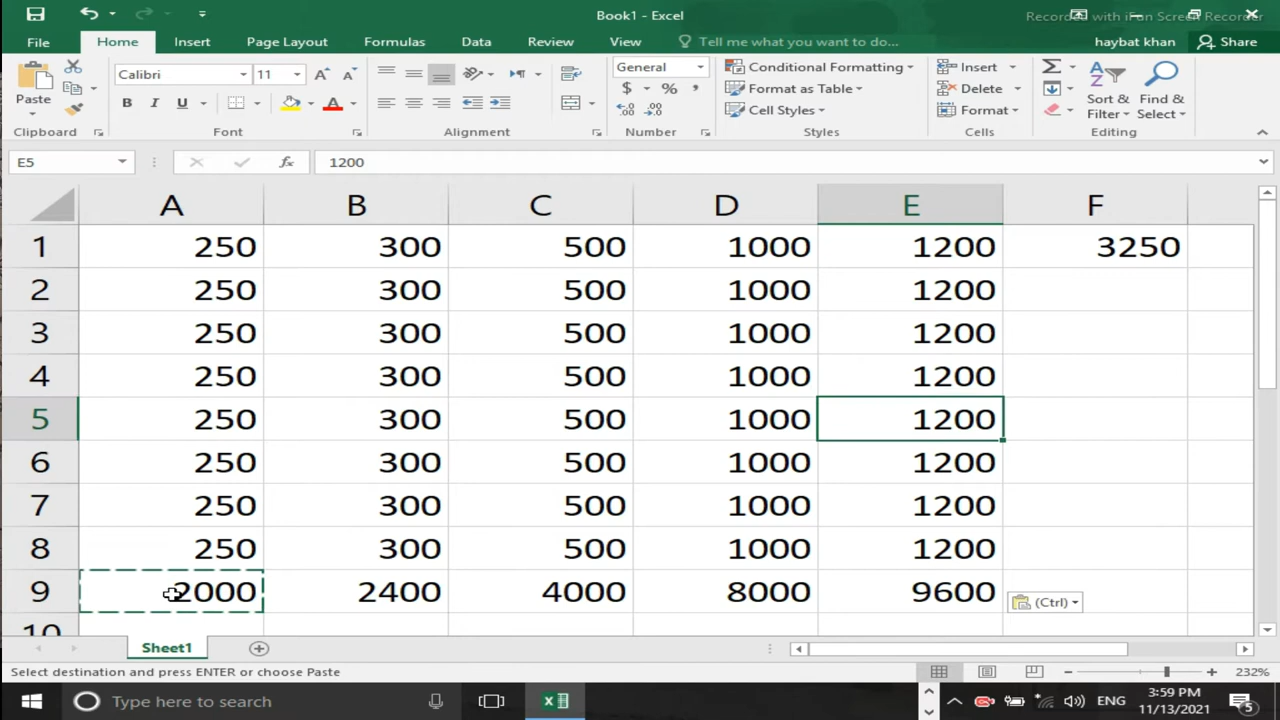 Book1 - Excel
Recorded with iFun Screen Recorder
File Home Insert Page Layout Formulas Data Review View Tell me what you want to do... haybat khan Share
Calibri 11 General Conditional Formatting Insert
Paste B I U $ % , Format as Table Delete Sort & Filter Find & Select
Cell Styles Format
Clipboard Font Alignment Number Styles Cells Editing
E5 fx 1200
A B C D E F
1 250 300 500 1000 1200 3250
2 250 300 500 1000 1200
3 250 300 500 1000 1200
4 250 300 500 1000 1200
5 250 300 500 1000 1200
6 250 300 500 1000 1200
7 250 300 500 1000 1200
8 250 300 500 1000 1200
9 2000 2400 4000 8000 9600 (Ctrl)
10
Sheet1
Select destination and press ENTER or choose Paste 232%
Type here to search ENG 3:59 PM
11/13/2021 5